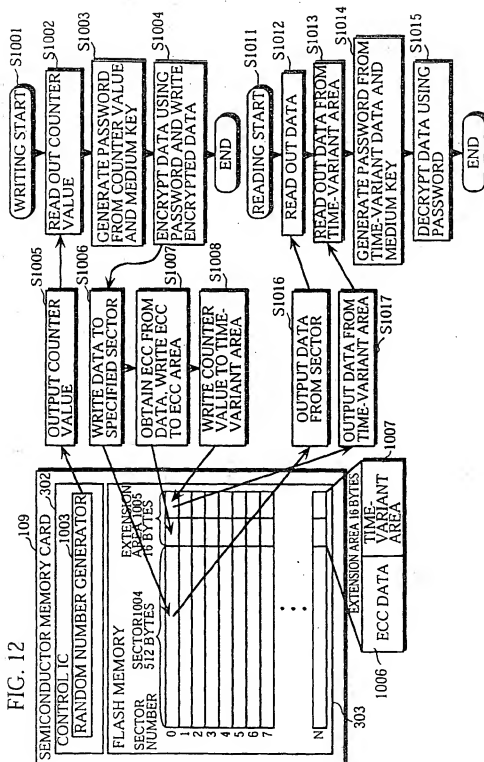 FIG. 12
109
SEMICONDUCTOR MEMORY CARD
302
CONTROL IC
1003
RANDOM NUMBER GENERATOR
FLASH MEMORY
SECTOR
NUMBER
SECTOR1004
512 BYTES
EXTENSION
AREA1005
16 BYTES
0
1
2
3
4
5
6
7
N
303
EXTENSION AREA 16 BYTES
ECC DATA
TIME-
VARIANT
AREA
1006
1007
S1005
OUTPUT COUNTER
VALUE
S1006
WRITE DATA TO
SPECIFIED SECTOR
S1007
OBTAIN ECC FROM
DATA, WRITE ECC
TO ECC AREA
S1008
WRITE COUNTER
VALUE TO TIME-
VARIANT AREA
S1016
OUTPUT DATA
FROM SECTOR
OUTPUT DATA FROM
TIME-VARIANT AREA
S1017
WRITING START
S1001
S1002
READ OUT COUNTER
VALUE
S1003
GENERATE PASSWORD
FROM COUNTER VALUE
AND MEDIUM KEY
S1004
ENCRYPT DATA USING
PASSWORD AND WRITE
ENCRYPTED DATA
END
READING START
S1011
S1012
READ OUT DATA
S1013
READ OUT DATA FROM
TIME-VARIANT AREA
S1014
GENERATE PASSWORD FROM
TIME-VARIANT DATA AND
MEDIUM KEY
S1015
DECRYPT DATA USING
PASSWORD
END